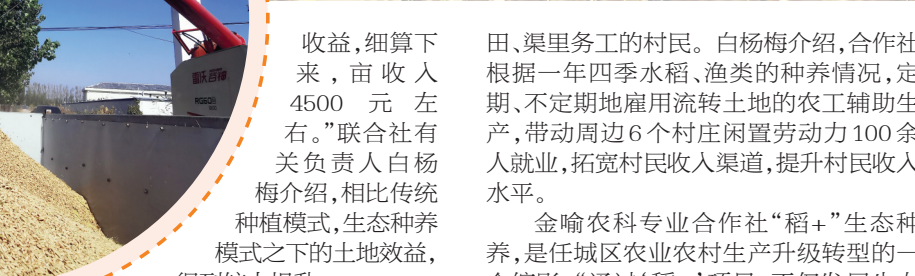 收益,细算下
来,亩收入
4500 元左
右。”联合社有
关负责人白杨
梅介绍,相比传统
种植模式,生态种养
模式之下的土地效益,
田、渠里务工的村民。白杨梅介绍,合作社
根据一年四季水稻、渔类的种养情况,定
期、不定期地雇用流转土地的农工辅助生
产,带动周边6个村庄闲置劳动力100余
人就业,拓宽村民收入渠道,提升村民收入
水平。
金喻农科专业合作社“稻+”生态种
养,是任城区农业农村生产升级转型的一